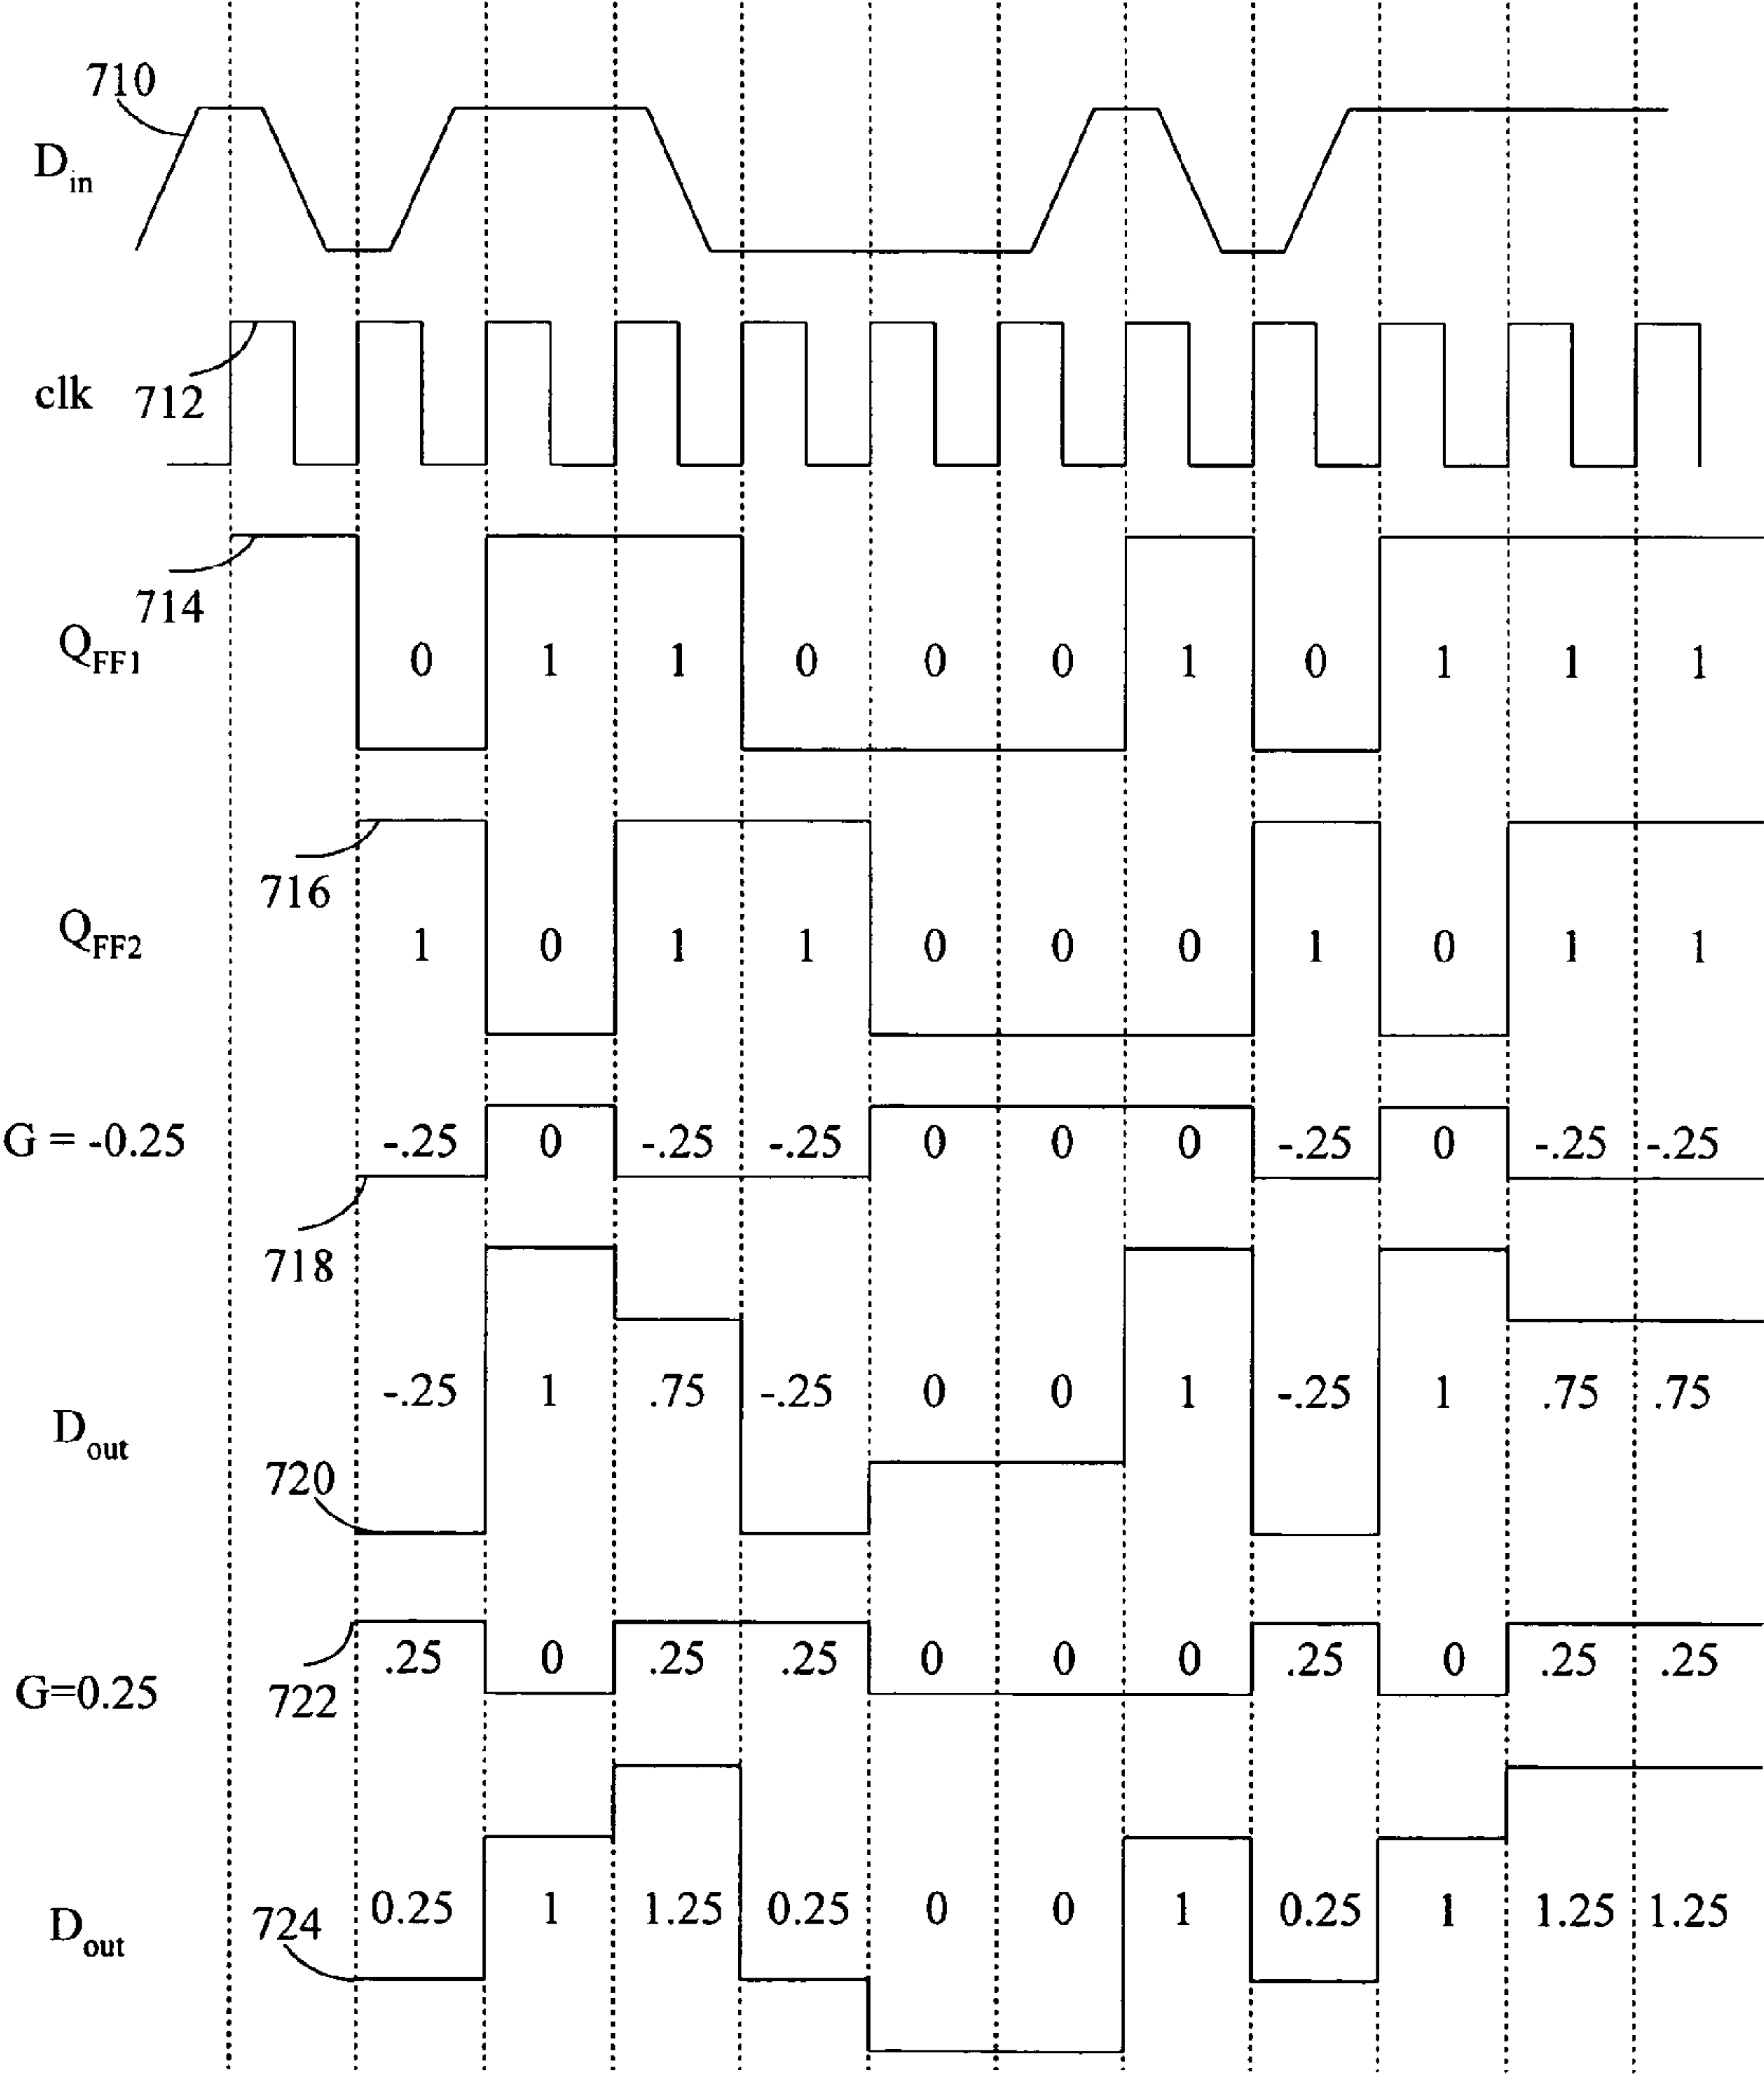 710
D_in
clk 712
714
Q_FF1 0 1 1 0 0 0 1 0 1 1 1
716
Q_FF2 1 0 1 1 0 0 0 1 0 1 1
G = -0.25 -.25 0 -.25 -.25 0 0 0 -.25 0 -.25 -.25
718
D_out -.25 1 .75 -.25 0 0 1 -.25 1 .75 .75
720
G=0.25 .25 0 .25 .25 0 0 0 .25 0 .25 .25
722
D_out 0.25 1 1.25 0.25 0 0 1 0.25 1 1.25 1.25
724